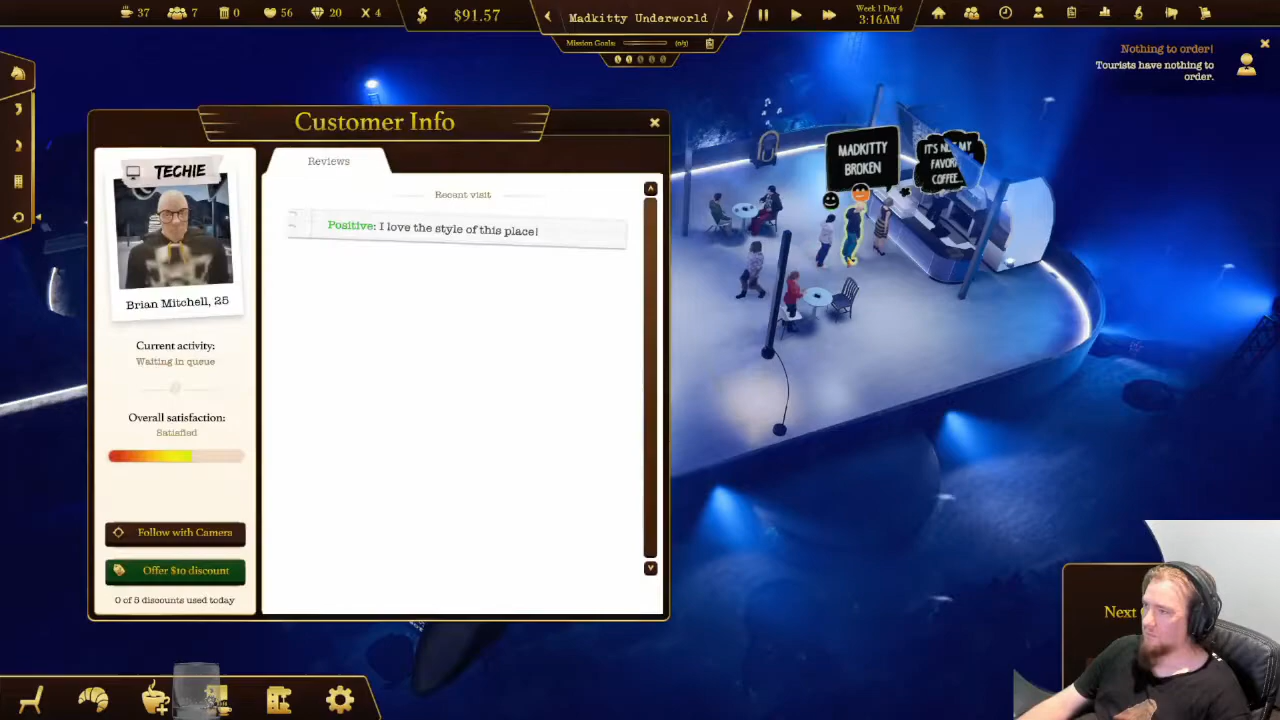 37 7 0 56 20 X 4
$ $91.57
Madkitty Underworld
Week 1 Day 4
3:16AM
Mission Goals: (0/3)
Nothing to order!
Tourists have nothing to
order.
Customer Info
TECHIE
Brian Mitchell, 25
Current activity:
Waiting in queue
Overall satisfaction:
Satisfied
Follow with Camera
Offer $10 discount
0 of 5 discounts used today
Reviews
Recent visit
Positive: I love the style of this place!
MADKITTY
BROKEN
IT'S NOT MY
FAVORITE
COFFEE...
Next